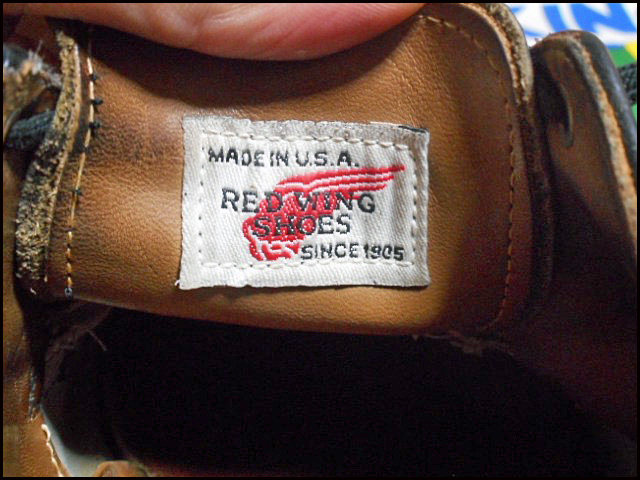 MADE IN U.S.A.
RED WING
SHOES
SINCE 1905